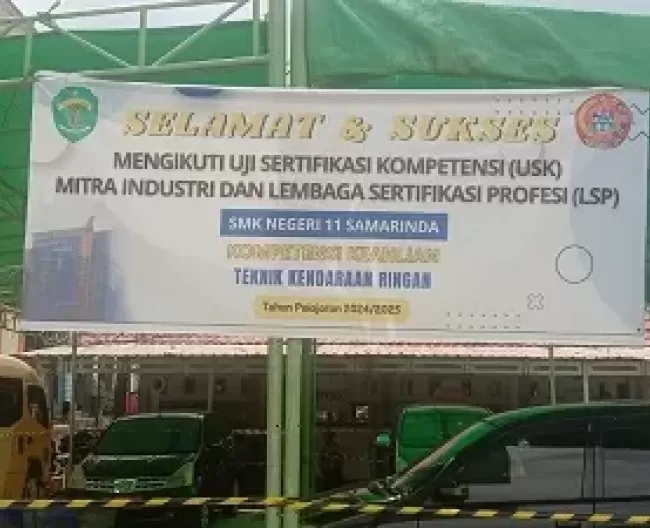 SELAMAT & SUKSES
MENGIKUTI UJI SERTIFIKASI KOMPETENSI (USK)
MITRA INDUSTRI DAN LEMBAGA SERTIFIKASI PROFESI (LSP)
SMK NEGERI 11 SAMARINDA
KOMPETENSI KEAHLIAN
TEKNIK KENDARAAN RINGAN
Tahun Pelajaran 2024/2025